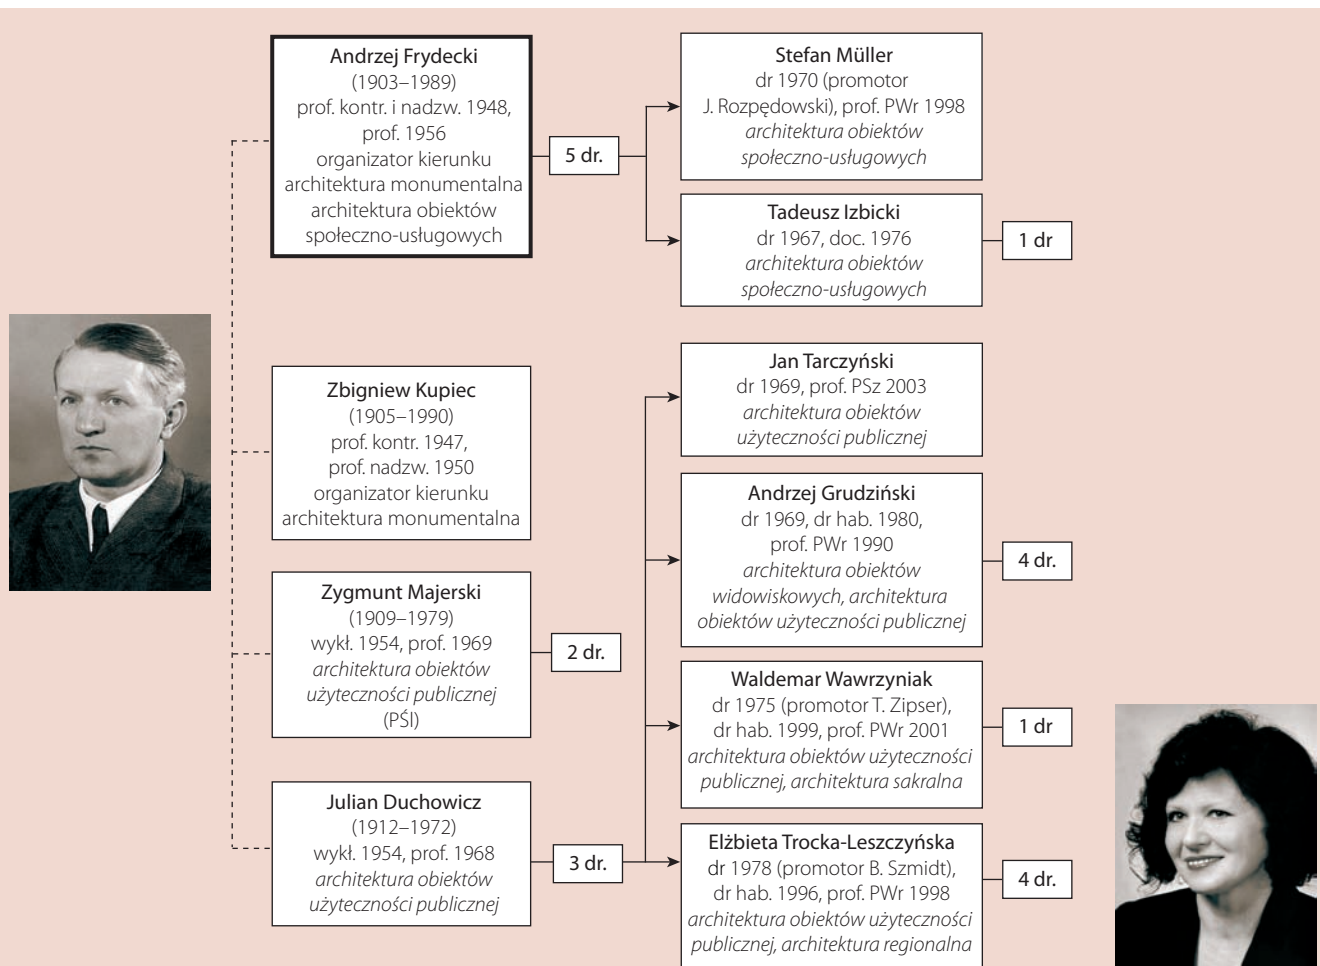 Andrzej Frydecki
(1903–1989)
prof. kontr. i nadzw. 1948,
prof. 1956
organizator kierunku
architektura monumentalna
architektura obiektów
społeczno-usługowych
5 dr.
Stefan Müller
dr 1970 (promotor
J. Rozpędowski), prof. PWr 1998
architektura obiektów
społeczno-usługowych
Tadeusz Izbicki
dr 1967, doc. 1976
architektura obiektów
społeczno-usługowych
1 dr
Zbigniew Kupiec
(1905–1990)
prof. kontr. 1947,
prof. nadzw. 1950
organizator kierunku
architektura monumentalna
Zygmunt Majerski
(1909–1979)
wykł. 1954, prof. 1969
architektura obiektów
użyteczności publicznej
(PŚl)
2 dr.
Julian Duchowicz
(1912–1972)
wykł. 1954, prof. 1968
architektura obiektów
użyteczności publicznej
3 dr.
Jan Tarczyński
dr 1969, prof. PSz 2003
architektura obiektów
użyteczności publicznej
Andrzej Grudziński
dr 1969, dr hab. 1980,
prof. PWr 1990
architektura obiektów
widowiskowych, architektura
obiektów użyteczności publicznej
4 dr.
Waldemar Wawrzyniak
dr 1975 (promotor T. Zipser),
dr hab. 1999, prof. PWr 2001
architektura obiektów użyteczności
publicznej, architektura sakralna
1 dr
Elżbieta Trocka-Leszczyńska
dr 1978 (promotor B. Szmidt),
dr hab. 1996, prof. PWr 1998
architektura obiektów użyteczności
publicznej, architektura regionalna
4 dr.